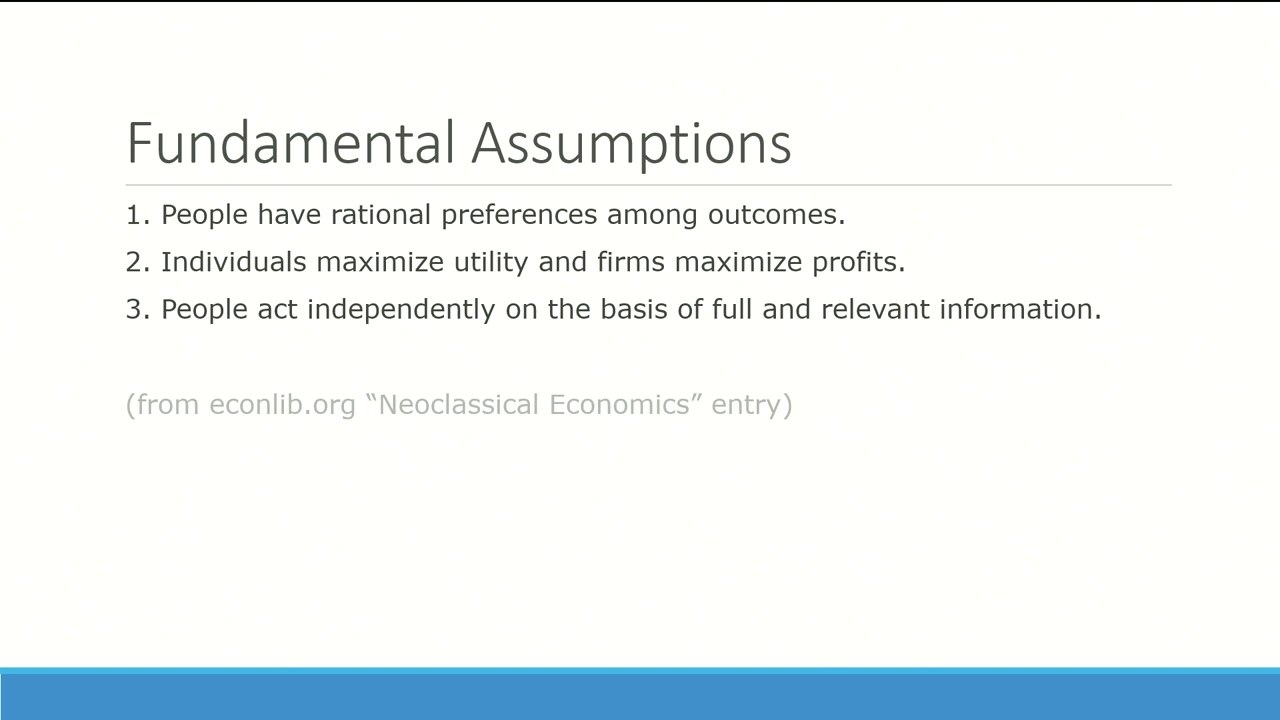 Fundamental Assumptions
1. People have rational preferences among outcomes.
2. Individuals maximize utility and firms maximize profits.
3. People act independently on the basis of full and relevant information.
(from econlib.org “Neoclassical Economics” entry)